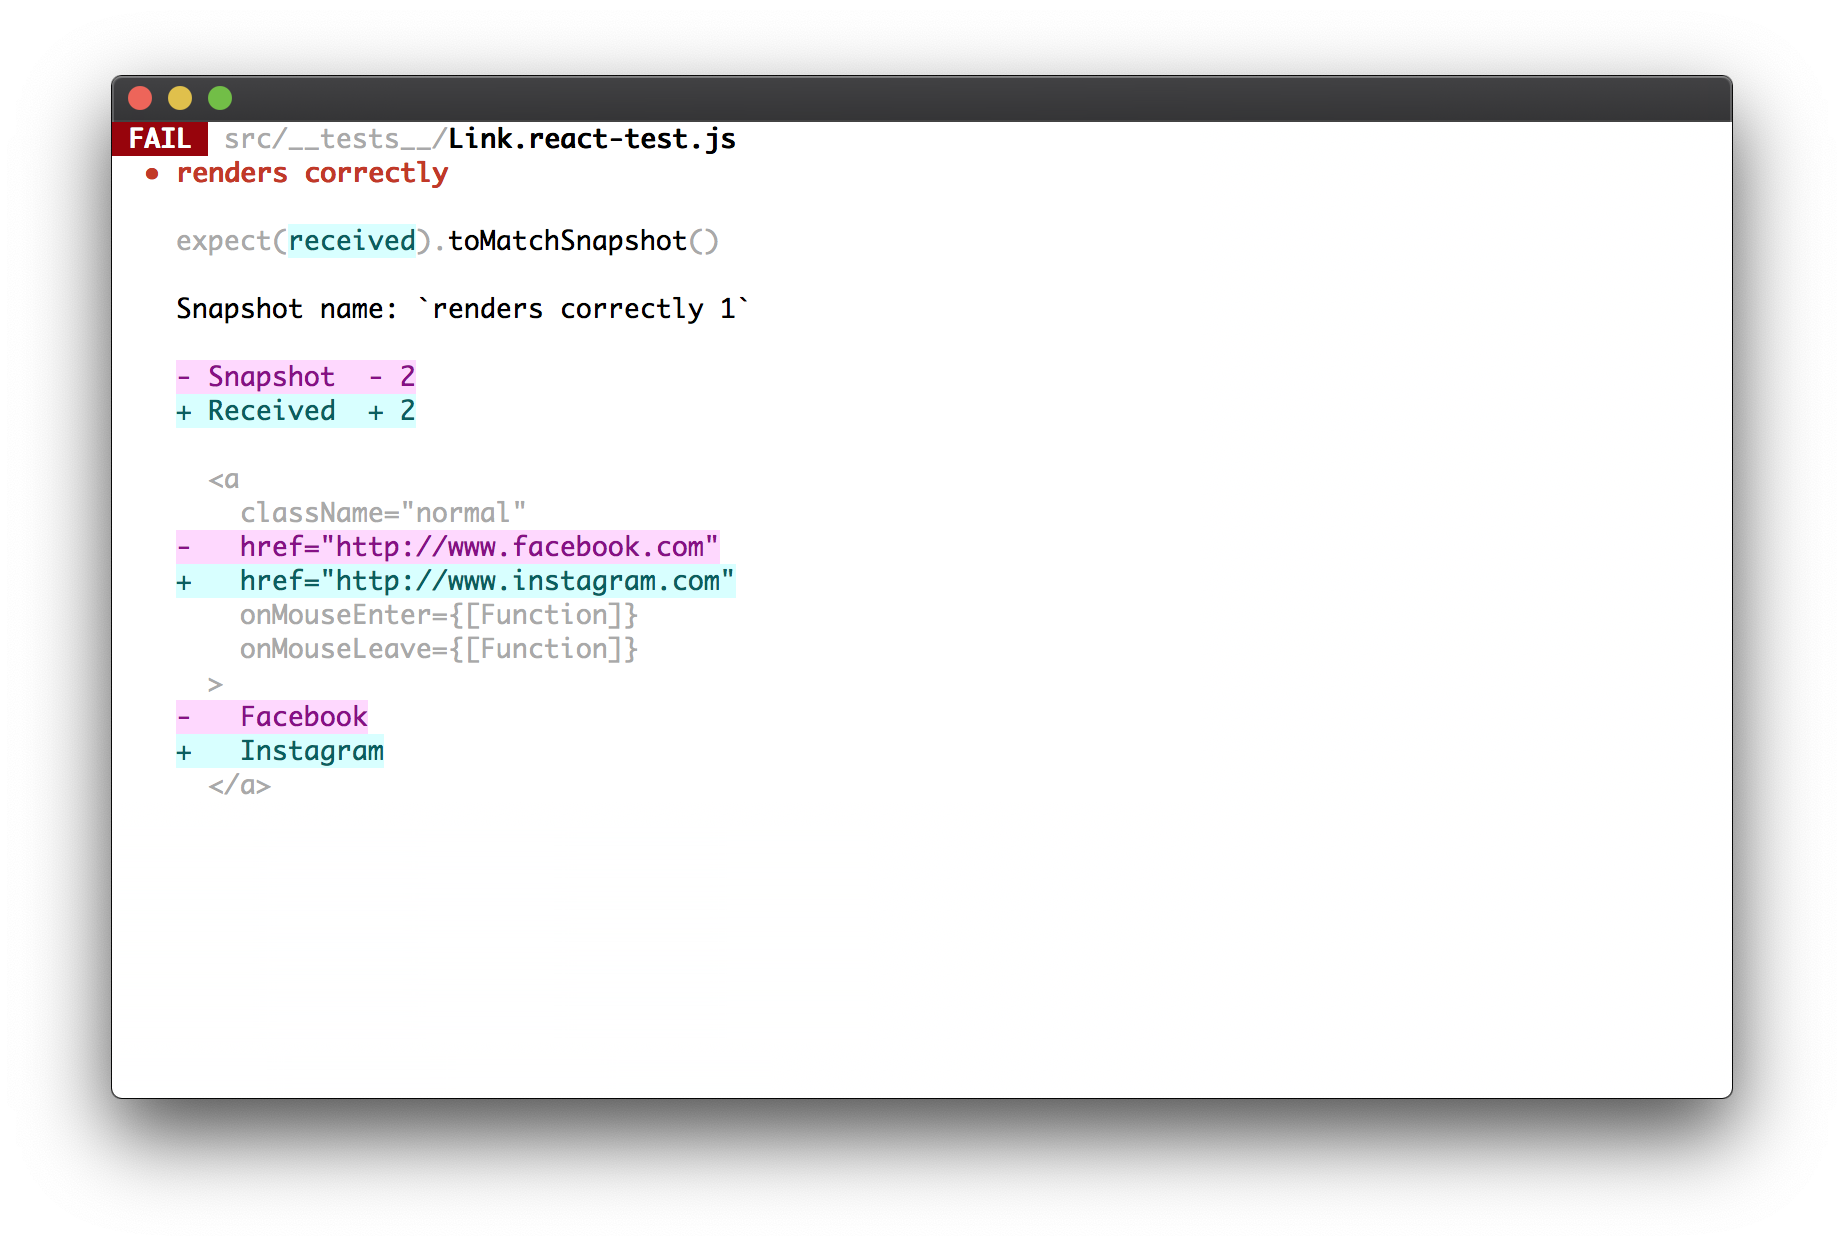 FAIL src/__tests__/Link.react-test.js
• renders correctly
expect(received).toMatchSnapshot()
Snapshot name: `renders correctly 1`
- Snapshot  - 2
+ Received  + 2
<a
className="normal"
-   href="http://www.facebook.com"
+   href="http://www.instagram.com"
onMouseEnter={[Function]}
onMouseLeave={[Function]}
>
-   Facebook
+   Instagram
</a>